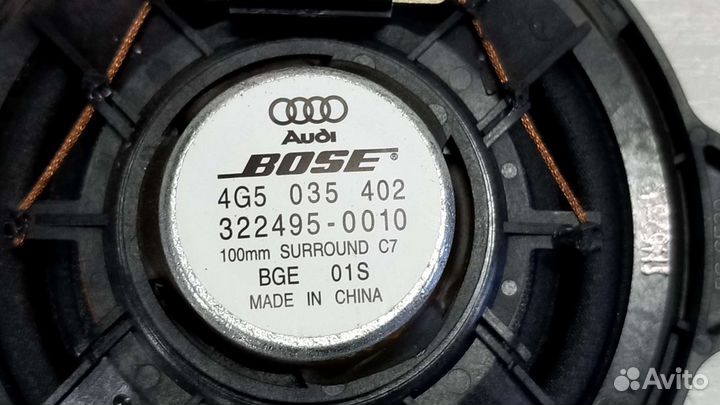 Audi
BOSE®
4G5 035 402
322495-0010
100mm SURROUND C7
BGE 01S
MADE IN CHINA
Avito